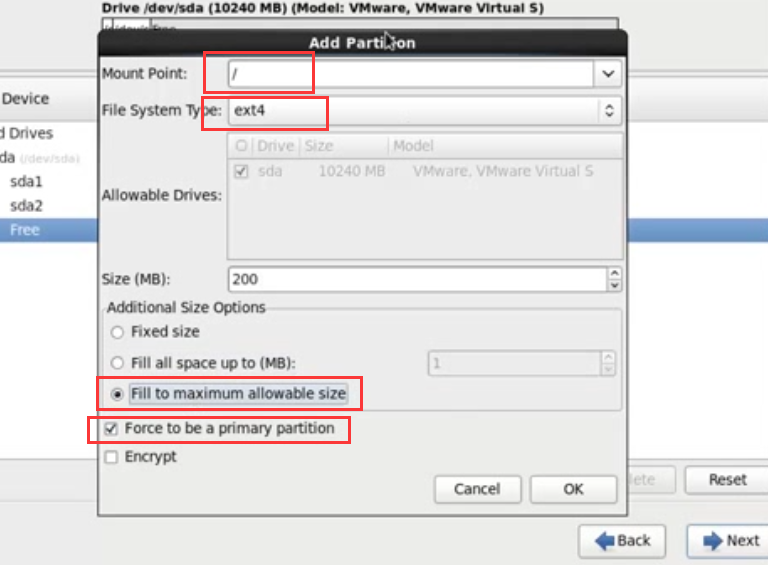 Drive /dev/sda (10240 MB) (Model: VMware, VMware Virtual S)
Add Partition
Mount Point: /
Device
File System Type: ext4
d Drives
Drive Size Model
da (/dev/sda)
sda 10240 MB VMware, VMware Virtual S
sda1
Allowable Drives:
sda2
Free
Size (MB): 200
Additional Size Options
Fixed size
Fill all space up to (MB): 1
Fill to maximum allowable size
Force to be a primary partition
Encrypt
Cancel OK
lete Reset
Back Next